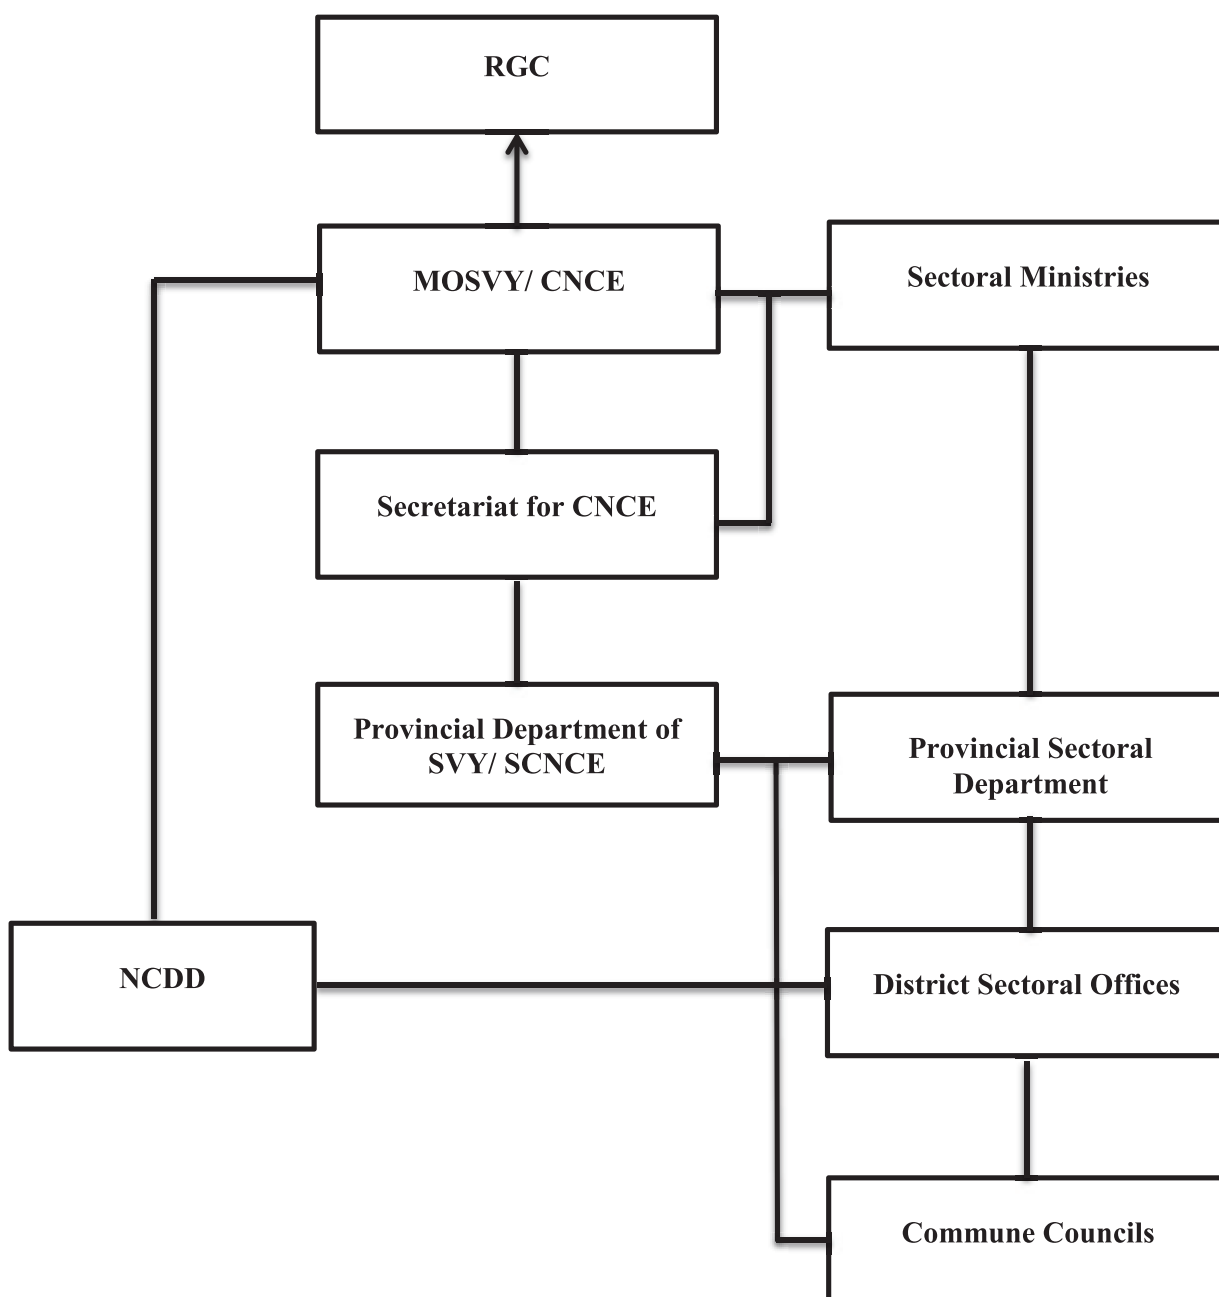 RGC
MOSVY/ CNCE
Sectoral Ministries
Secretariat for CNCE
Provincial Department of
SVY/ SCNCE
Provincial Sectoral
Department
NCDD
District Sectoral Offices
Commune Councils